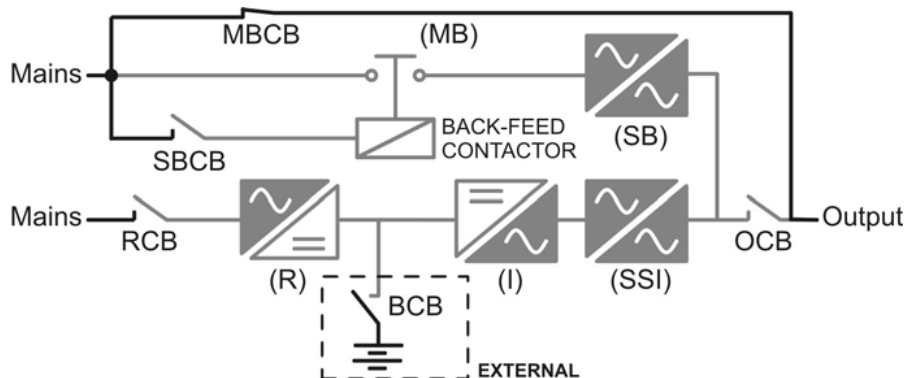 MBCB
(MB)
Mains
BACK-FEED
CONTACTOR
(SB)
SBCB
Mains
RCB
(R)
(I)
(SSI)
OCB
Output
BCB
EXTERNAL